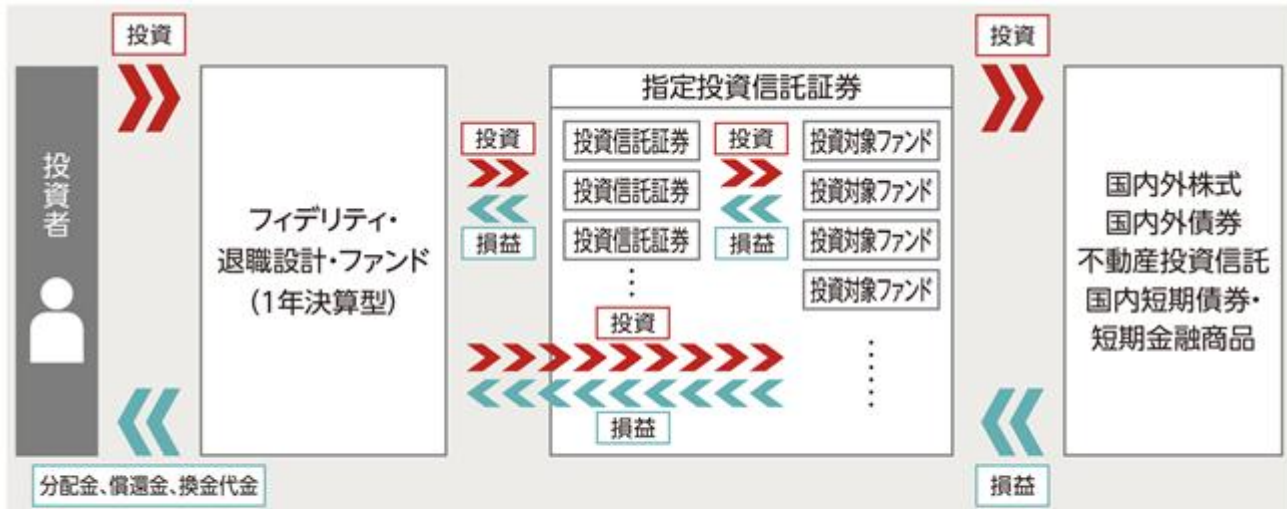 投資
投資者
分配金、償還金、換金代金
フィデリティ・
退職設計・ファンド
(1年決算型)
投資
損益
指定投資信託証券
投資信託証券
投資信託証券
投資信託証券
⋮
投資
損益
投資対象ファンド
投資対象ファンド
投資対象ファンド
投資対象ファンド
投資
損益
投資
損益
国内外株式
国内外債券
不動産投資信託
国内短期債券・
短期金融商品